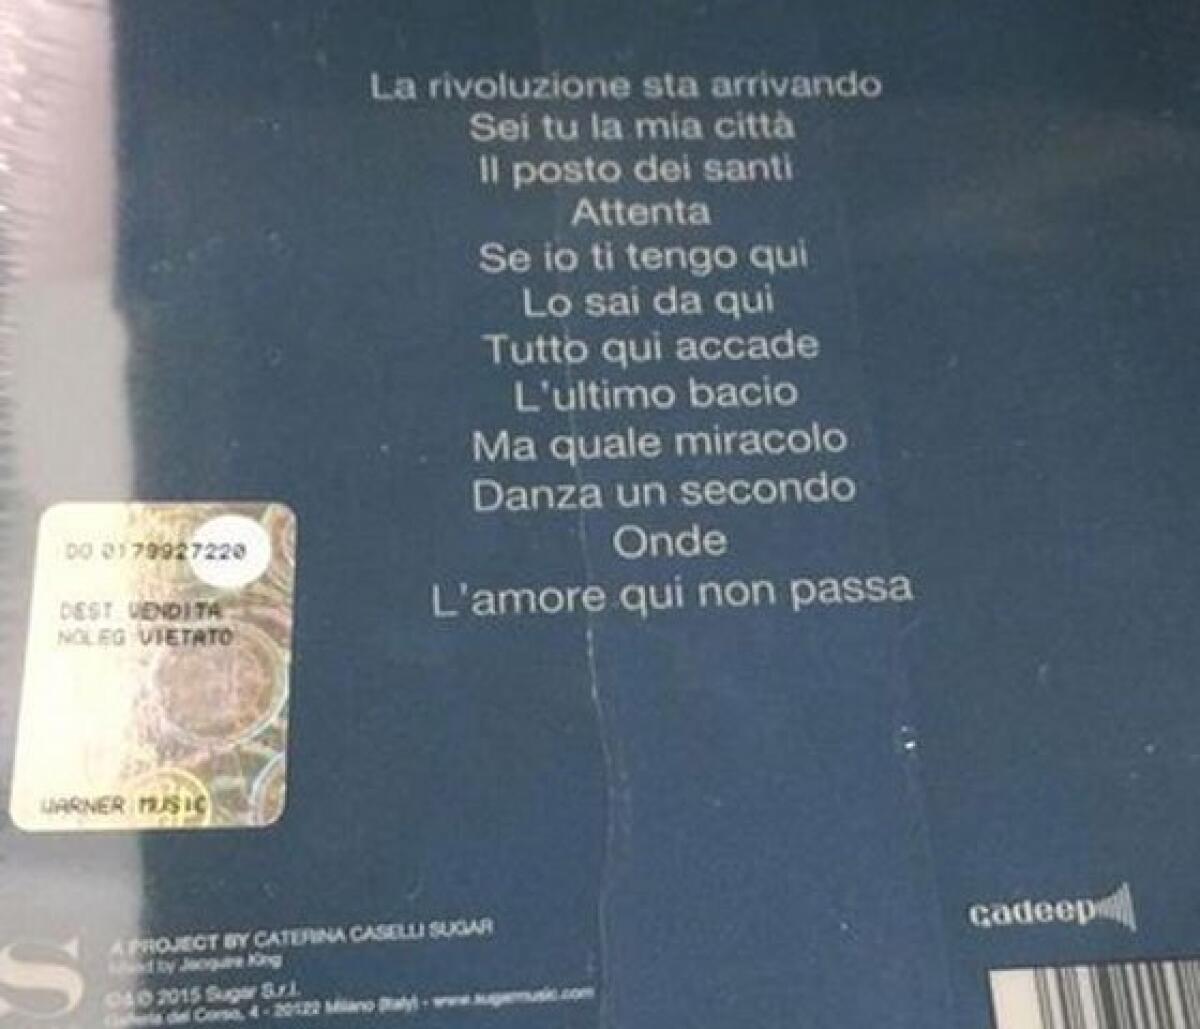 La rivoluzione sta arrivando
Sei tu la mia città
Il posto dei santi
Attenta
Se io ti tengo qui
Lo sai da qui
Tutto qui accade
L'ultimo bacio
Ma quale miracolo
Danza un secondo
Onde
L'amore qui non passa
DO 0179927220
DEST VENDITA
NOLEG VIETATO
WARNER MUSIC
cadeep
S
A PROJECT BY CATERINA CASELLI SUGAR
Mixed by Jacquire King
℗&© 2015 Sugar S.r.l.
Galleria del Corso, 4 - 20122 Milano (Italy) - www.sugarmusic.com